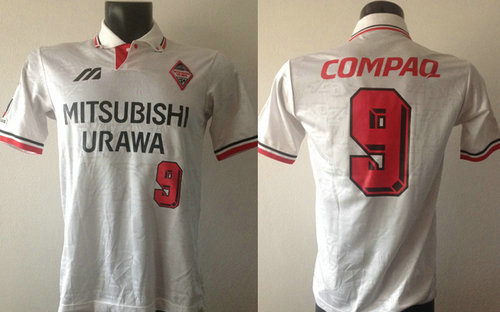 MITSUBISHI
URAWA
9
COMPAQ
9